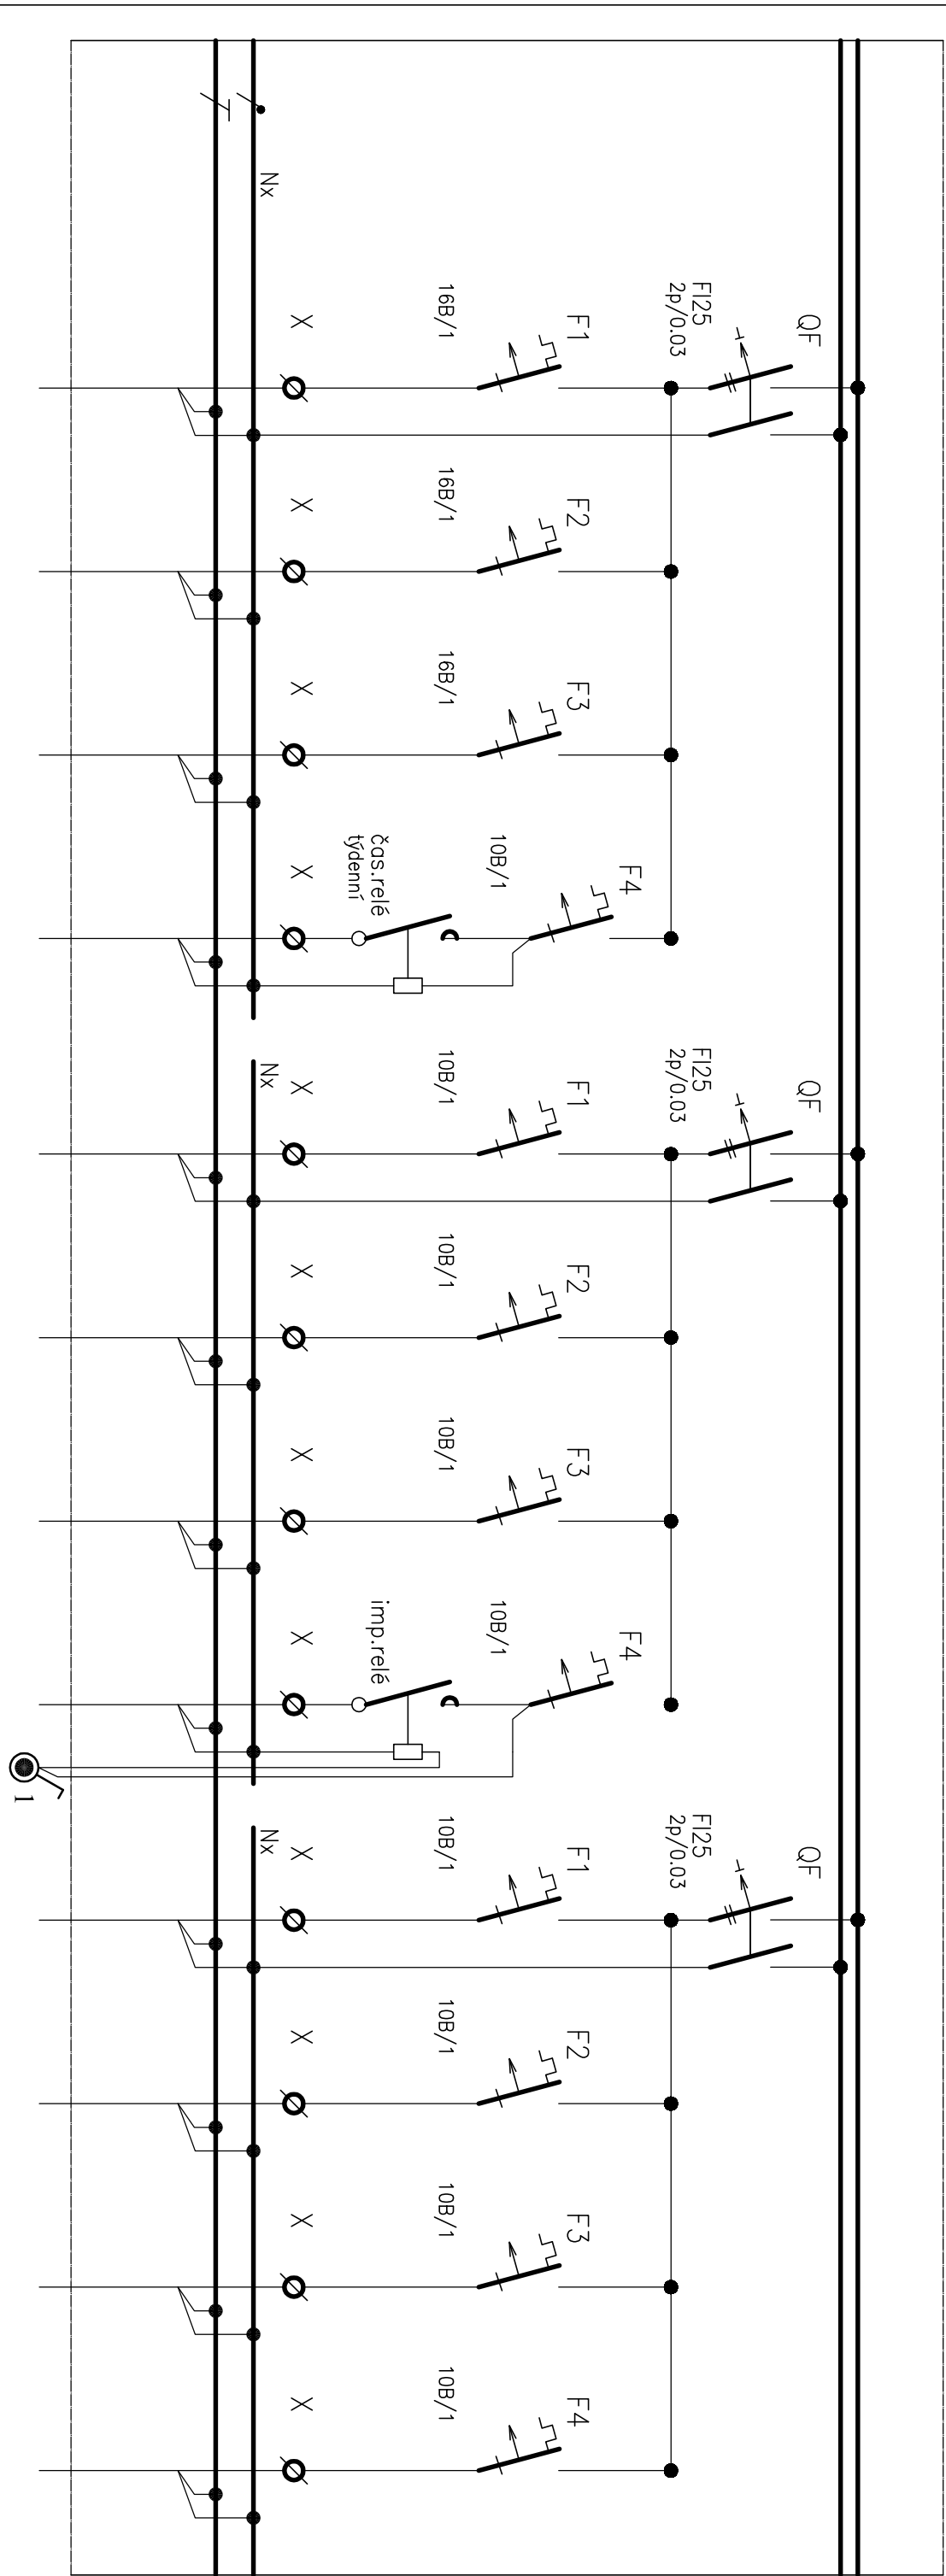 QF
FI25
2p/0.03
F1
16B/1
X
Nx
F2
16B/1
X
F3
16B/1
X
F4
10B/1
čas.relé
týdenní
X
QF
FI25
2p/0.03
F1
10B/1
X
Nx
F2
10B/1
X
F3
10B/1
X
F4
10B/1
imp.relé
X
1
QF
FI25
2p/0.03
F1
10B/1
X
Nx
F2
10B/1
X
F3
10B/1
X
F4
10B/1
X